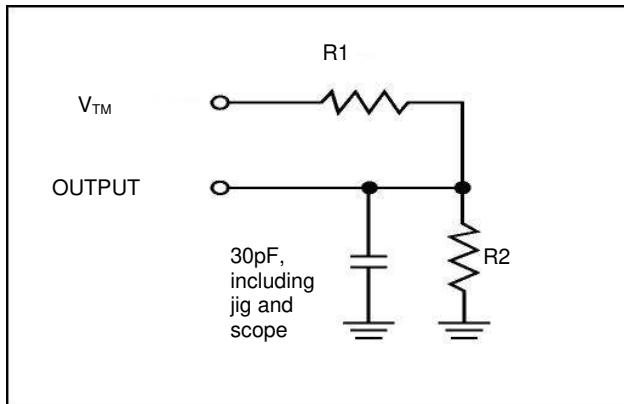 R1
VTM
OUTPUT
30pF,
including
jig and
scope
R2